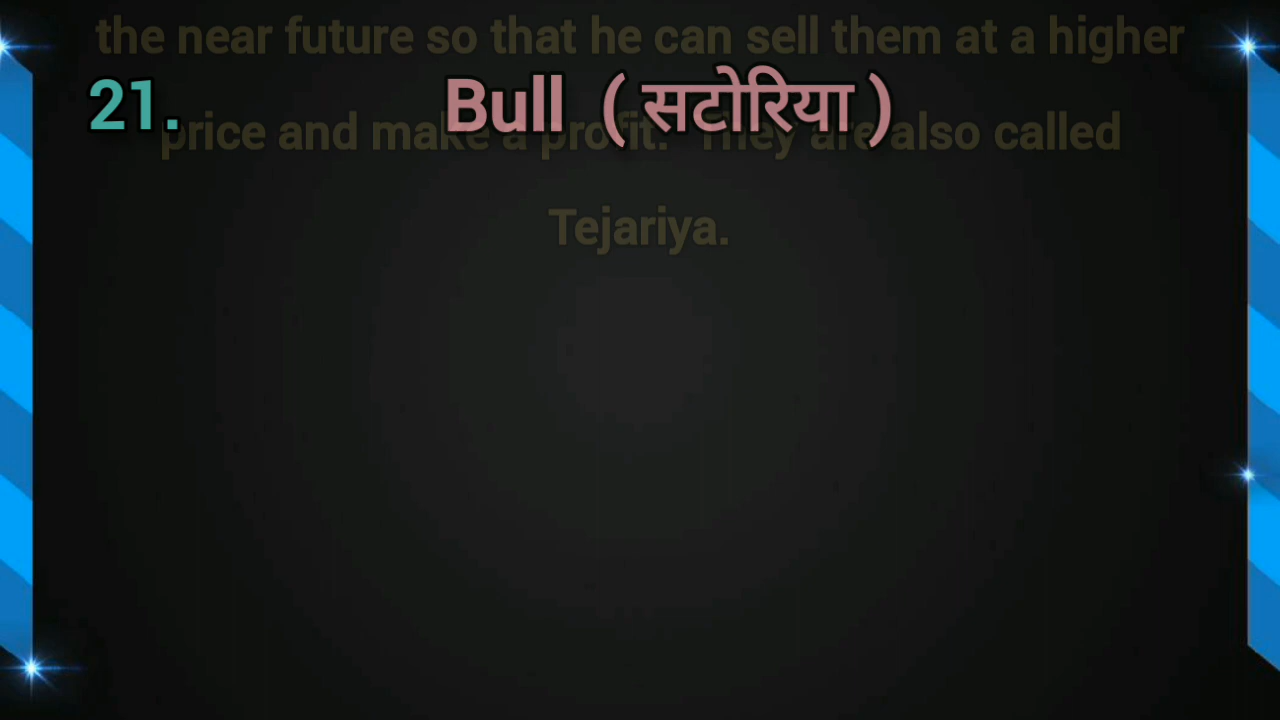 the near future so that he can sell them at a higher
21. Bull ( सटोरिया )
price and make a profit. They are also called
Tejariya.